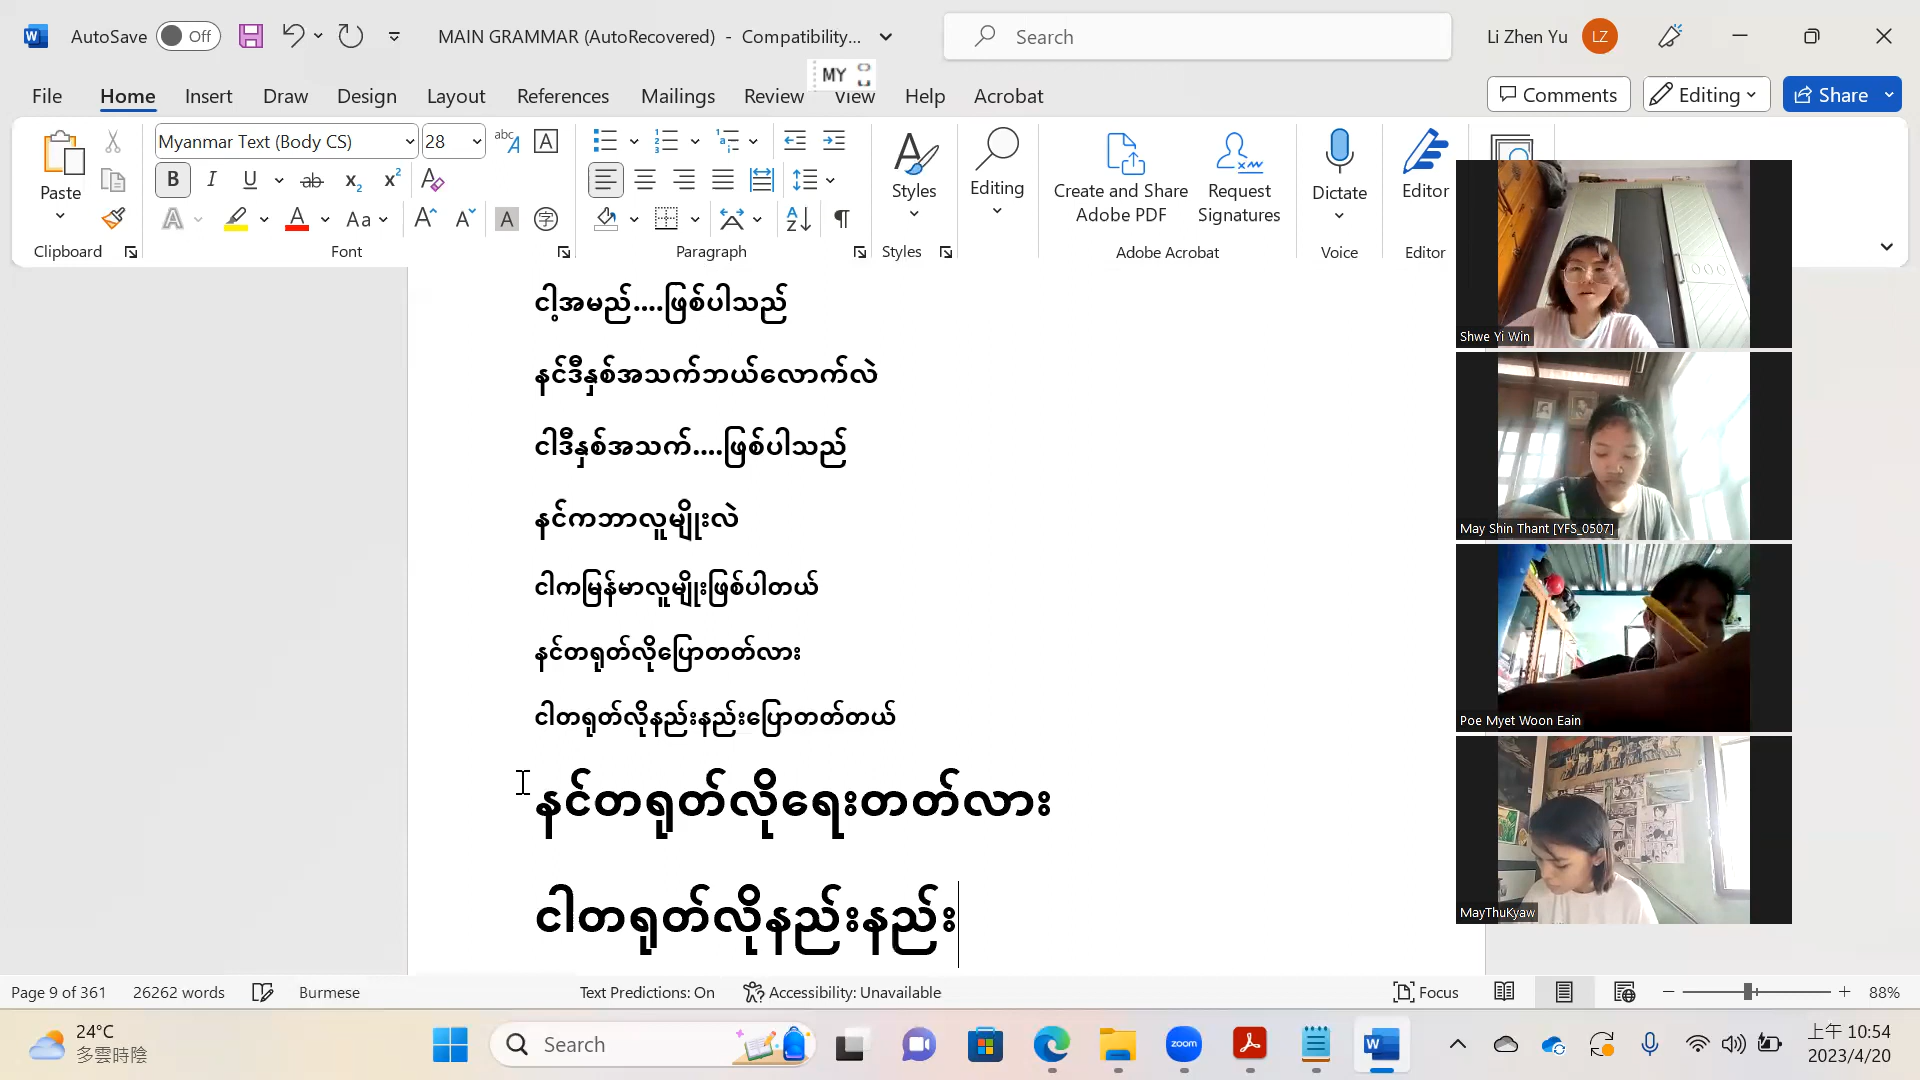 AutoSave Off MAIN GRAMMAR (AutoRecovered) - Compatibility... Search Li Zhen Yu LZ
MY
File Home Insert Draw Design Layout References Mailings Review View Help Acrobat Comments Editing Share
Myanmar Text (Body CS) 28
Paste Styles Editing Create and Share Adobe PDF Request Signatures Dictate Editor
Clipboard Font Paragraph Styles Adobe Acrobat Voice Editor
ငါ့အမည်....ဖြစ်ပါသည်
နင်ဒီနှစ်အသက်ဘယ်လောက်လဲ
ငါဒီနှစ်အသက်....ဖြစ်ပါသည်
နင်ကဘာလူမျိုးလဲ
ငါကမြန်မာလူမျိုးဖြစ်ပါတယ်
နင်တရုတ်လိုပြောတတ်လား
ငါတရုတ်လိုနည်းနည်းပြောတတ်တယ်
နင်တရုတ်လိုရေးတတ်လား
ငါတရုတ်လိုနည်းနည်း
Shwe Yi Win
May Shin Thant [YFS_0507]
Poe Myet Woon Eain
MayThuKyaw
Page 9 of 361 26262 words Burmese Text Predictions: On Accessibility: Unavailable Focus 88%
24°C
多雲時陰
Search
zoom
上午 10:54
2023/4/20